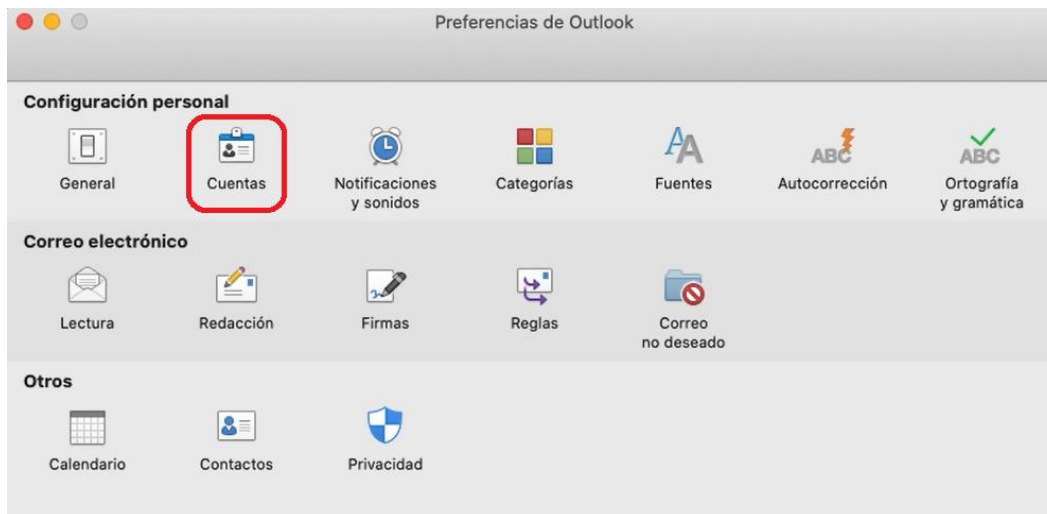 Preferencias de Outlook
Configuración personal
General
Cuentas
Notificaciones
y sonidos
Categorías
Fuentes
ABC
Autocorrección
ABC
Ortografía
y gramática
Correo electrónico
Lectura
Redacción
Firmas
Reglas
Correo
no deseado
Otros
Calendario
Contactos
Privacidad